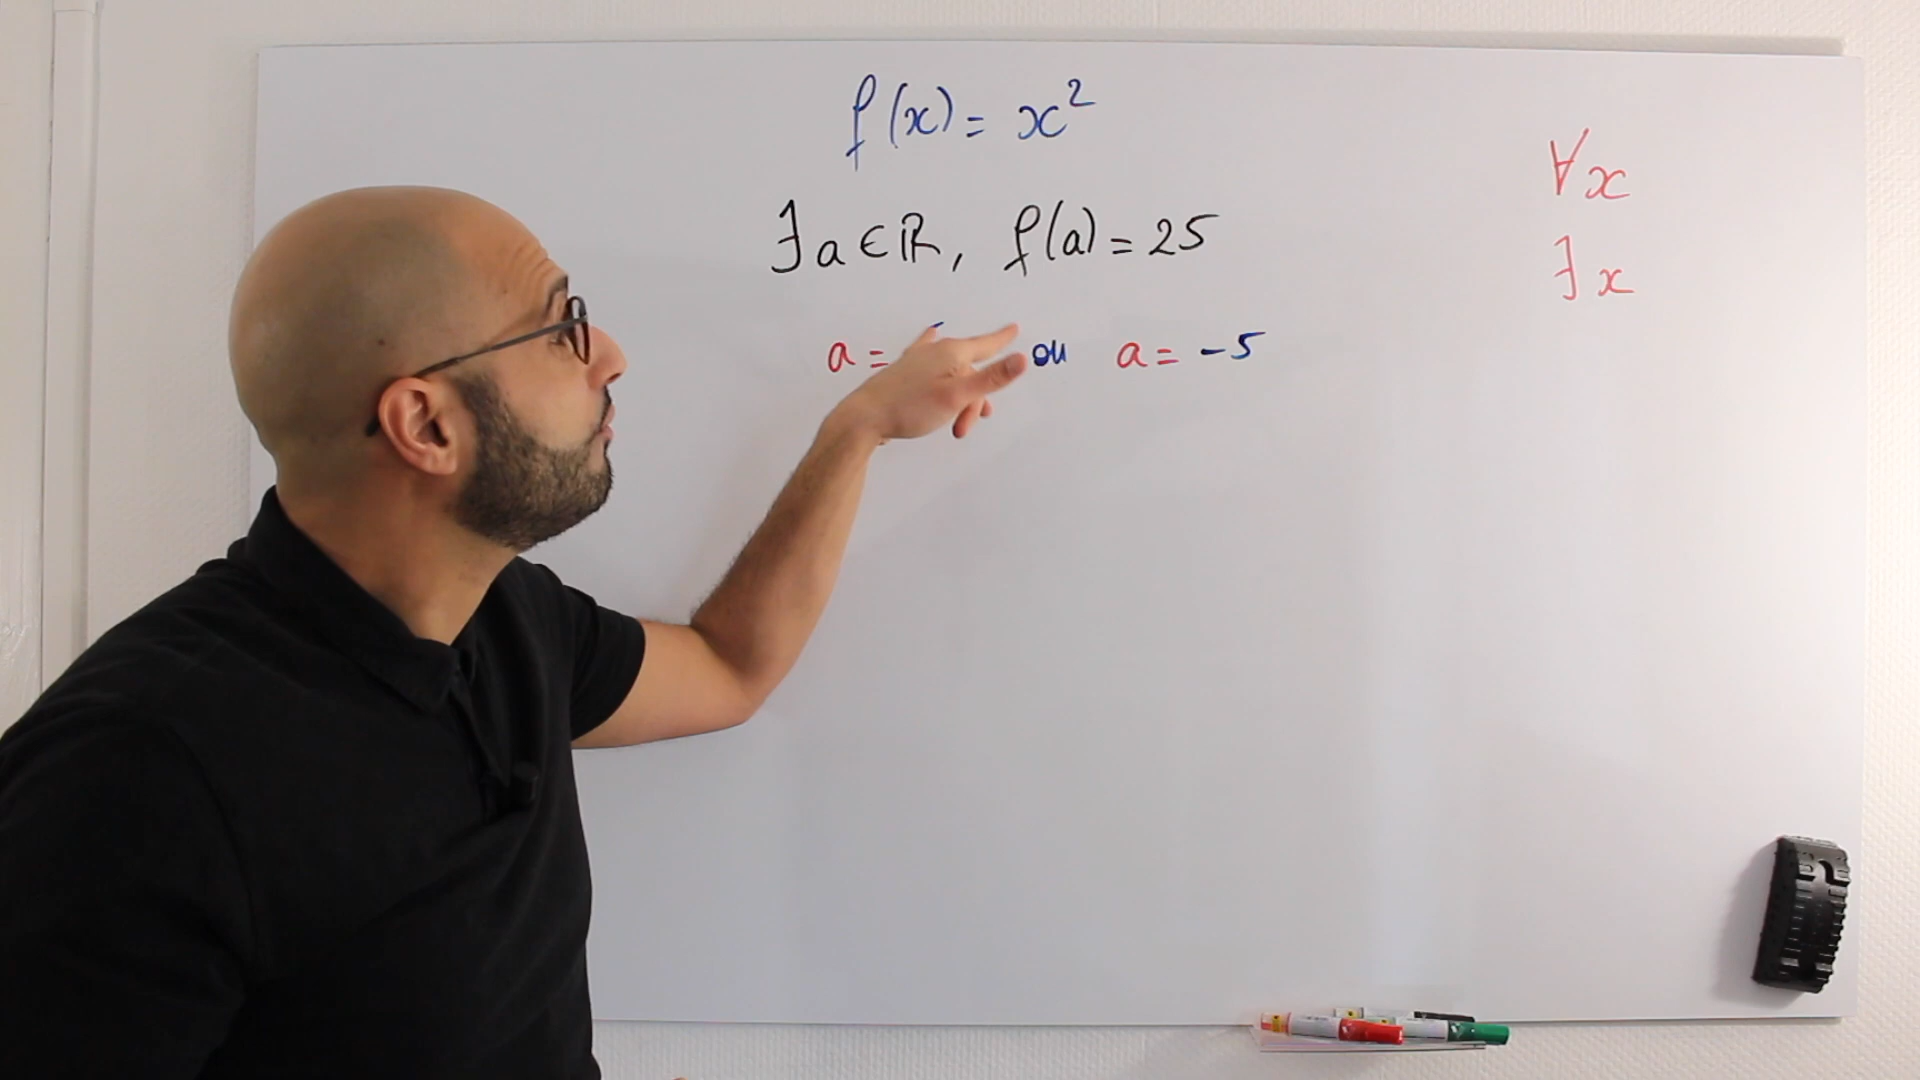 f(x) = x²
∃ a ∈ ℝ, f(a) = 25
a = ou a = -5
∀x
∃x